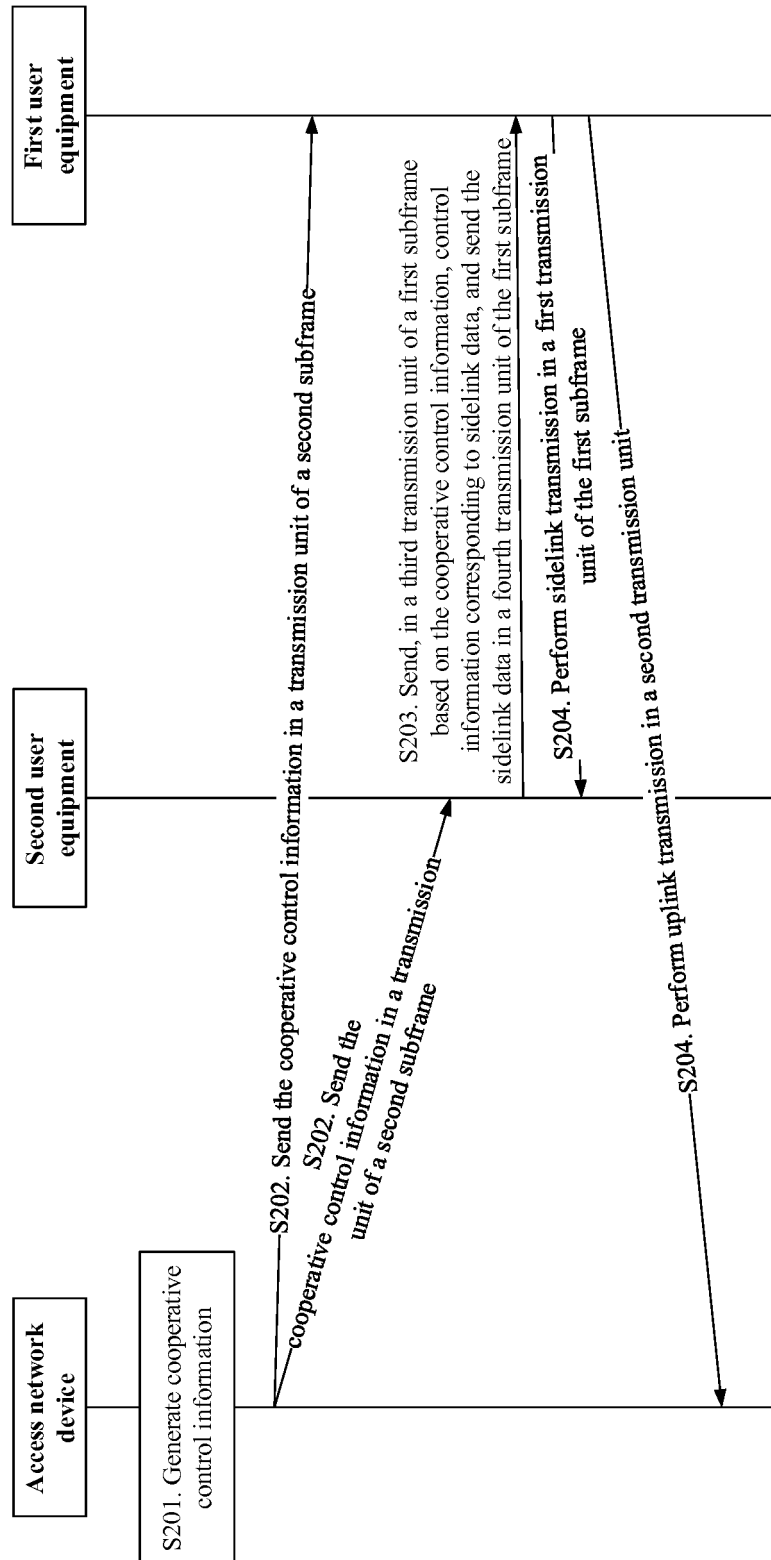 Access network
device
Second user
equipment
First user
equipment
S201. Generate cooperative
control information
S202. Send the cooperative control information in a transmission unit of a second subframe
S202. Send the
cooperative control information in a transmission
unit of a second subframe
S203. Send, in a third transmission unit of a first subframe
based on the cooperative control information, control
information corresponding to sidelink data, and send the
sidelink data in a fourth transmission unit of the first subframe
S204. Perform sidelink transmission in a first transmission
unit of the first subframe
S204. Perform uplink transmission in a second transmission unit